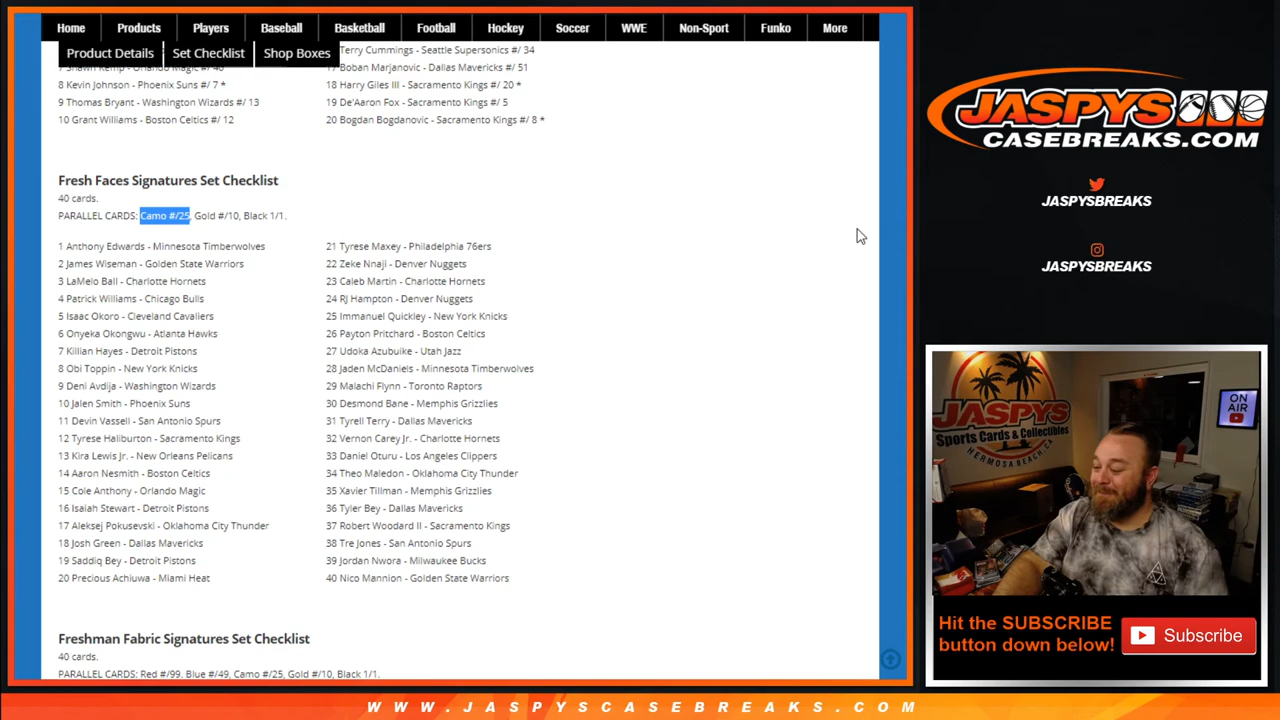 Home Products Players Baseball Basketball Football Hockey Soccer WWE Non-Sport Funko More
Product Details Set Checklist Shop Boxes
Terry Cummings - Seattle Supersonics #/ 34
7 Shawn Kemp - Orlando Magic #/ 40
17 Boban Marjanovic - Dallas Mavericks #/ 51
8 Kevin Johnson - Phoenix Suns #/ 7 *
18 Harry Giles III - Sacramento Kings #/ 20 *
9 Thomas Bryant - Washington Wizards #/ 13
19 De'Aaron Fox - Sacramento Kings #/ 5
10 Grant Williams - Boston Celtics #/ 12
20 Bogdan Bogdanovic - Sacramento Kings #/ 8 *
Fresh Faces Signatures Set Checklist
40 cards.
PARALLEL CARDS: Camo #/25, Gold #/10, Black 1/1.
1 Anthony Edwards - Minnesota Timberwolves
2 James Wiseman - Golden State Warriors
3 LaMelo Ball - Charlotte Hornets
4 Patrick Williams - Chicago Bulls
5 Isaac Okoro - Cleveland Cavaliers
6 Onyeka Okongwu - Atlanta Hawks
7 Killian Hayes - Detroit Pistons
8 Obi Toppin - New York Knicks
9 Deni Avdija - Washington Wizards
10 Jalen Smith - Phoenix Suns
11 Devin Vassell - San Antonio Spurs
12 Tyrese Haliburton - Sacramento Kings
13 Kira Lewis Jr. - New Orleans Pelicans
14 Aaron Nesmith - Boston Celtics
15 Cole Anthony - Orlando Magic
16 Isaiah Stewart - Detroit Pistons
17 Aleksej Pokusevski - Oklahoma City Thunder
18 Josh Green - Dallas Mavericks
19 Saddiq Bey - Detroit Pistons
20 Precious Achiuwa - Miami Heat
21 Tyrese Maxey - Philadelphia 76ers
22 Zeke Nnaji - Denver Nuggets
23 Caleb Martin - Charlotte Hornets
24 RJ Hampton - Denver Nuggets
25 Immanuel Quickley - New York Knicks
26 Payton Pritchard - Boston Celtics
27 Udoka Azubuike - Utah Jazz
28 Jaden McDaniels - Minnesota Timberwolves
29 Malachi Flynn - Toronto Raptors
30 Desmond Bane - Memphis Grizzlies
31 Tyrell Terry - Dallas Mavericks
32 Vernon Carey Jr. - Charlotte Hornets
33 Daniel Oturu - Los Angeles Clippers
34 Theo Maledon - Oklahoma City Thunder
35 Xavier Tillman - Memphis Grizzlies
36 Tyler Bey - Dallas Mavericks
37 Robert Woodard II - Sacramento Kings
38 Tre Jones - San Antonio Spurs
39 Jordan Nwora - Milwaukee Bucks
40 Nico Mannion - Golden State Warriors
Freshman Fabric Signatures Set Checklist
40 cards.
PARALLEL CARDS: Red #/99, Blue #/49, Camo #/25, Gold #/10, Black 1/1.
JASPYS
CASEBREAKS.COM
JASPYSBREAKS
JASPYSBREAKS
JASPYS
Sports Cards & Collectibles
HERMOSA BEACH, CA
ON AIR
Hit the SUBSCRIBE
button down below!
Subscribe
WWW.JASPYSCASEBREAKS.COM